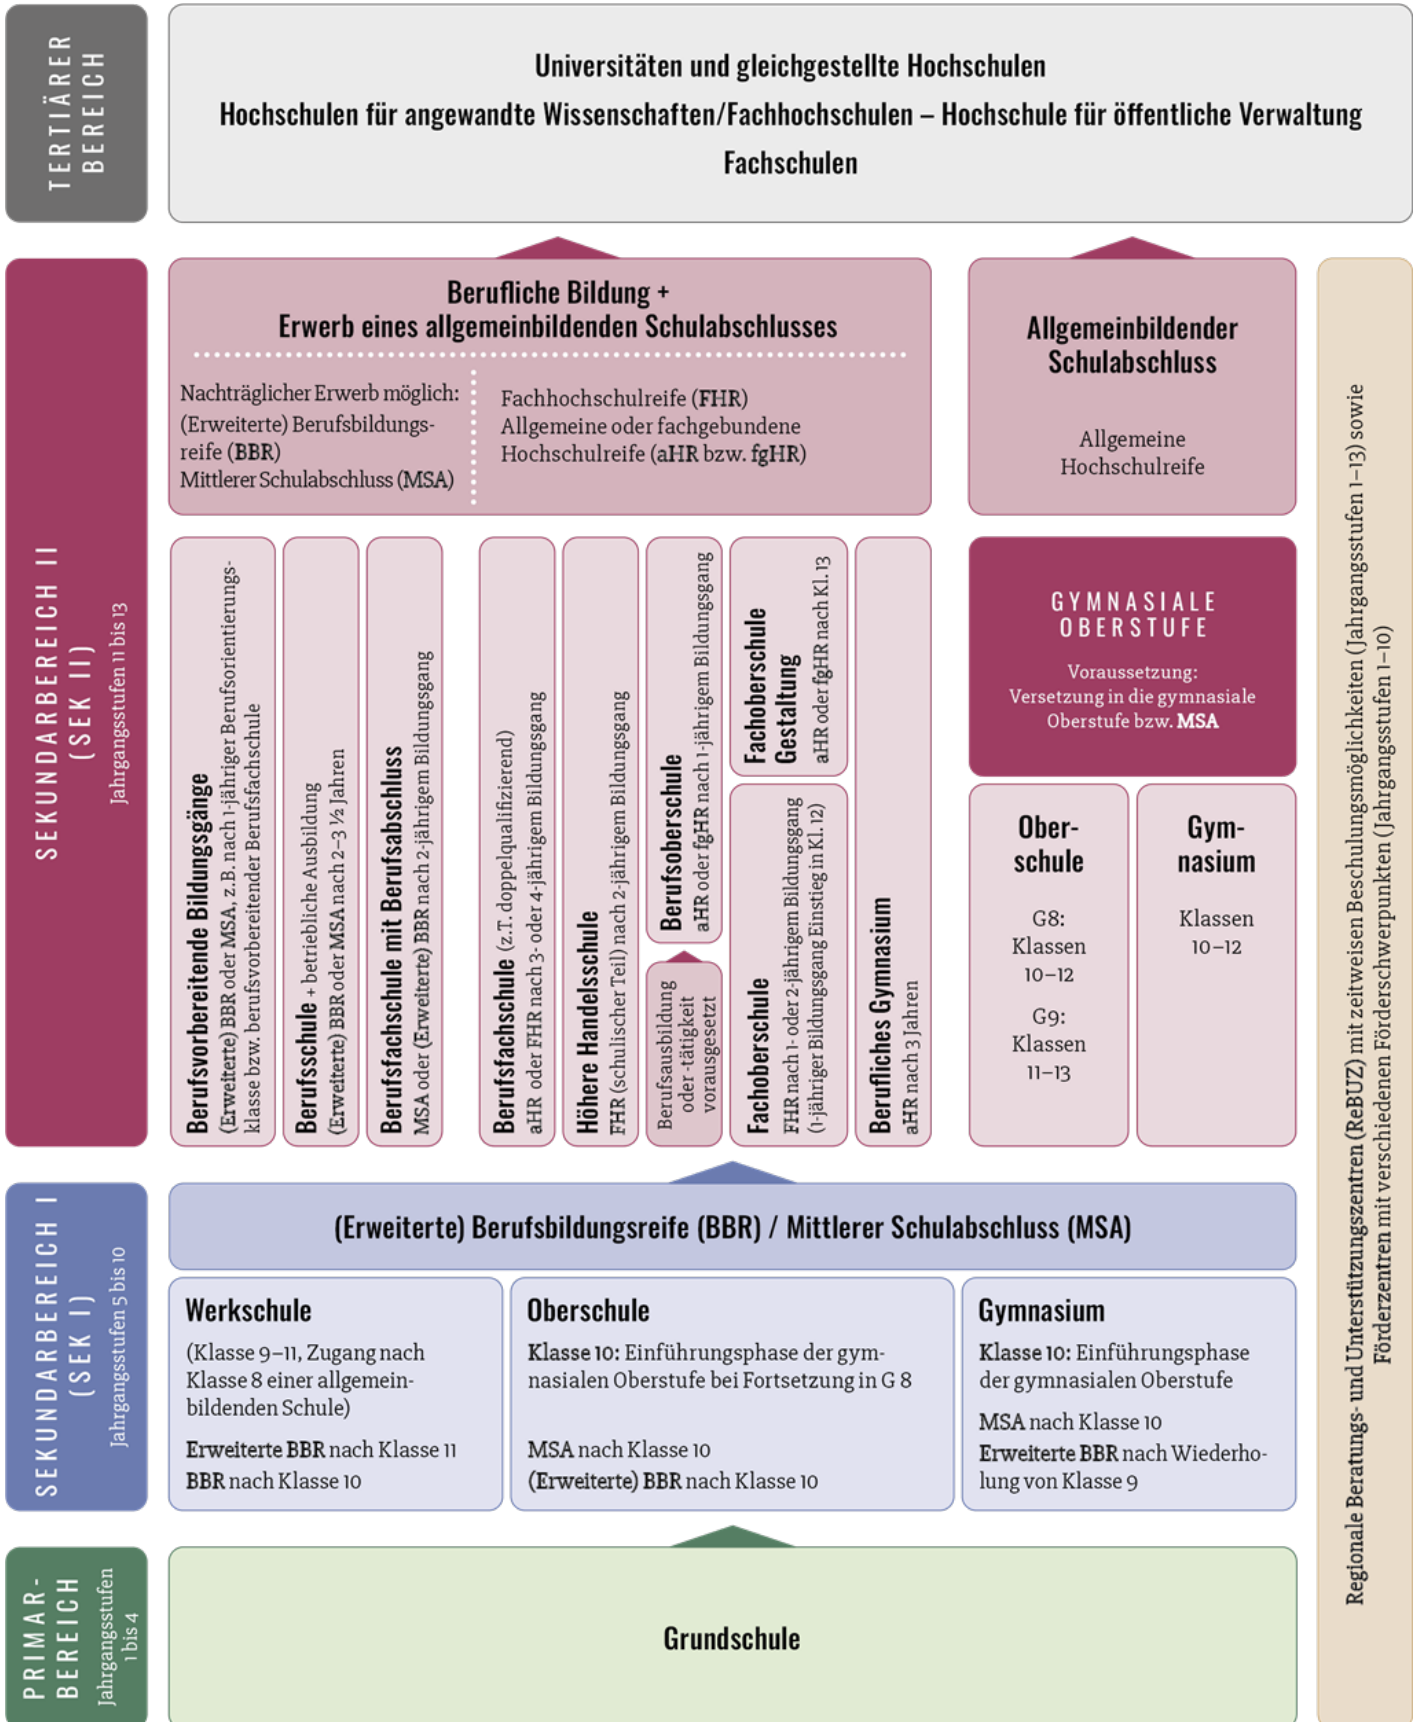 TERTIÄRER
BEREICH
Universitäten und gleichgestellte Hochschulen
Hochschulen für angewandte Wissenschaften/Fachhochschulen – Hochschule für öffentliche Verwaltung
Fachschulen
SEKUNDARBEREICH II
(SEK II)
Jahrgangsstufen 11 bis 13
Berufliche Bildung +
Erwerb eines allgemeinbildenden Schulabschlusses
Nachträglicher Erwerb möglich:
(Erweiterte) Berufsbildungs-
reife (BBR)
Mittlerer Schulabschluss (MSA)
Fachhochschulreife (FHR)
Allgemeine oder fachgebundene
Hochschulreife (aHR bzw. fgHR)
Allgemeinbildender
Schulabschluss
Allgemeine
Hochschulreife
Berufsvorbereitende Bildungsgänge
(Erweiterte) BBR oder MSA, z.B. nach 1-jähriger Berufsorientierungs-
klasse bzw. berufsvorbereitender Berufsfachschule
Berufsschule + betriebliche Ausbildung
(Erweiterte) BBR oder MSA nach 2–3 ½ Jahren
Berufsfachschule mit Berufsabschluss
MSA oder (Erweiterte) BBR nach 2-jährigem Bildungsgang
Berufsfachschule (z.T. doppelqualifizierend)
aHR oder FHR nach 3- oder 4-jährigem Bildungsgang
Höhere Handelsschule
FHR (schulischer Teil) nach 2-jährigem Bildungsgang
Berufsoberschule
aHR oder fgHR nach 1-jährigem Bildungsgang
Berufsausbildung
oder -tätigkeit
vorausgesetzt
Fachoberschule
Gestaltung
aHR oder fgHR nach Kl. 13
Fachoberschule
FHR nach 1- oder 2-jährigem Bildungsgang
(1-jähriger Bildungsgang Einstieg in Kl. 12)
Berufliches Gymnasium
aHR nach 3 Jahren
GYMNASIALE
OBERSTUFE
Voraussetzung:
Versetzung in die gymnasiale
Oberstufe bzw. MSA
Ober-
schule
G8:
Klassen
10–12
G9:
Klassen
11–13
Gym-
nasium
Klassen
10–12
SEKUNDARBEREICH I
(SEK I)
Jahrgangsstufen 5 bis 10
(Erweiterte) Berufsbildungsreife (BBR) / Mittlerer Schulabschluss (MSA)
Werkschule
(Klasse 9–11, Zugang nach
Klasse 8 einer allgemein-
bildenden Schule)
Erweiterte BBR nach Klasse 11
BBR nach Klasse 10
Oberschule
Klasse 10: Einführungsphase der gym-
nasialen Oberstufe bei Fortsetzung in G 8
MSA nach Klasse 10
(Erweiterte) BBR nach Klasse 10
Gymnasium
Klasse 10: Einführungsphase
der gymnasialen Oberstufe
MSA nach Klasse 10
Erweiterte BBR nach Wiederho-
lung von Klasse 9
PRIMAR-
BEREICH
Jahrgangsstufen
1 bis 4
Grundschule
Regionale Beratungs- und Unterstützungszentren (ReBUZ) mit zeitweisen Beschulungsmöglichkeiten (Jahrgangsstufen 1–13) sowie
Förderzentren mit verschiedenen Förderschwerpunkten (Jahrgangsstufen 1–10)